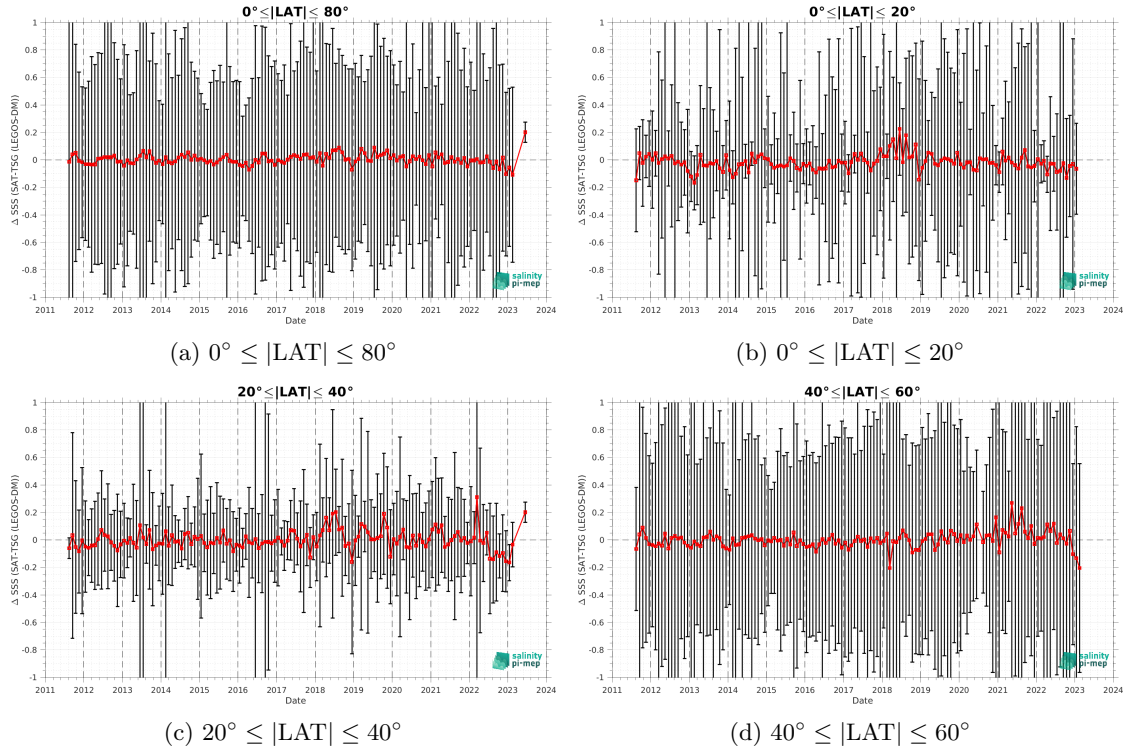 0°≤|LAT|≤ 80°
Δ SSS (SAT-TSG (LEGOS-DM))
1
0.8
0.6
0.4
0.2
0
-0.2
-0.4
-0.6
-0.8
-1
2011 2012 2013 2014 2015 2016 2017 2018 2019 2020 2021 2022 2023 2024
Date
salinity
pi-mep
(a) 0° ≤ |LAT| ≤ 80°
0°≤|LAT|≤ 20°
Δ SSS (SAT-TSG (LEGOS-DM))
1
0.8
0.6
0.4
0.2
0
-0.2
-0.4
-0.6
-0.8
-1
2011 2012 2013 2014 2015 2016 2017 2018 2019 2020 2021 2022 2023 2024
Date
salinity
pi-mep
(b) 0° ≤ |LAT| ≤ 20°
20°≤|LAT|≤ 40°
Δ SSS (SAT-TSG (LEGOS-DM))
1
0.8
0.6
0.4
0.2
0
-0.2
-0.4
-0.6
-0.8
-1
2011 2012 2013 2014 2015 2016 2017 2018 2019 2020 2021 2022 2023 2024
Date
salinity
pi-mep
(c) 20° ≤ |LAT| ≤ 40°
40°≤|LAT|≤ 60°
Δ SSS (SAT-TSG (LEGOS-DM))
1
0.8
0.6
0.4
0.2
0
-0.2
-0.4
-0.6
-0.8
-1
2011 2012 2013 2014 2015 2016 2017 2018 2019 2020 2021 2022 2023 2024
Date
salinity
pi-mep
(d) 40° ≤ |LAT| ≤ 60°